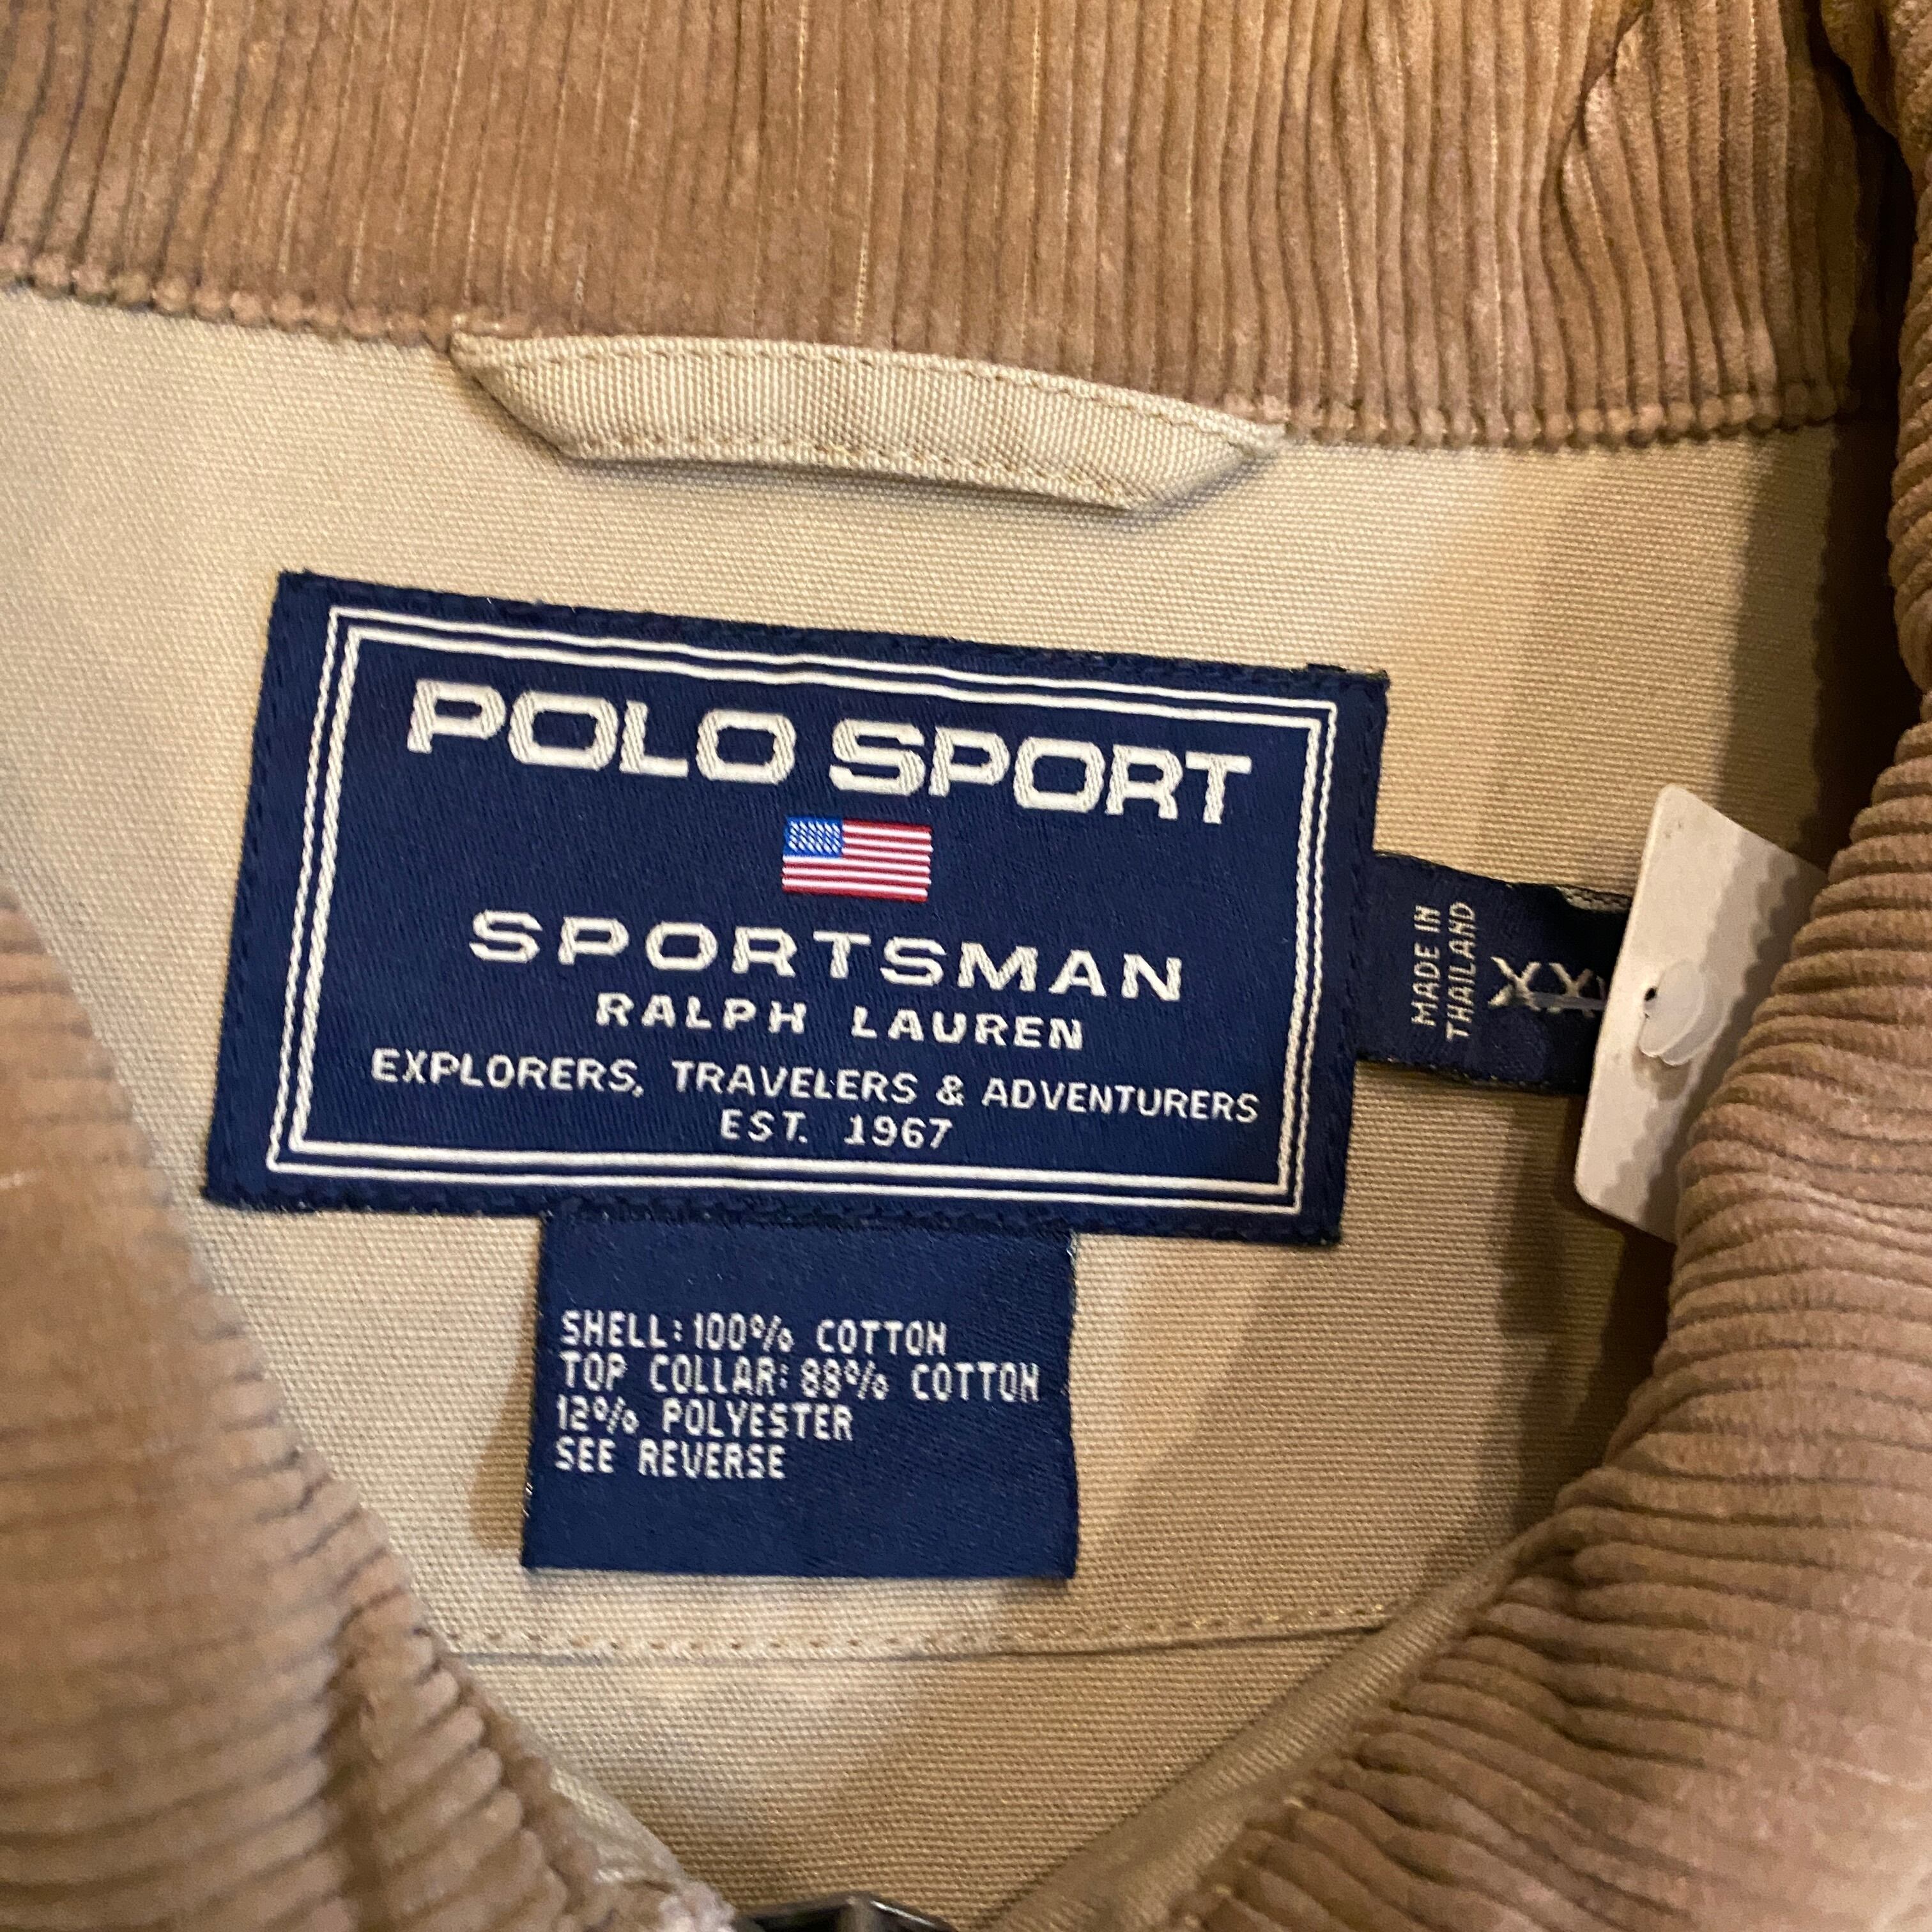 POLO SPORT
SPORTSMAN
RALPH LAUREN
EXPLORERS, TRAVELERS & ADVENTURERS
EST. 1967
MADE IN
THAILAND
SHELL: 100% COTTON
TOP COLLAR: 88% COTTON
12% POLYESTER
SEE REVERSE